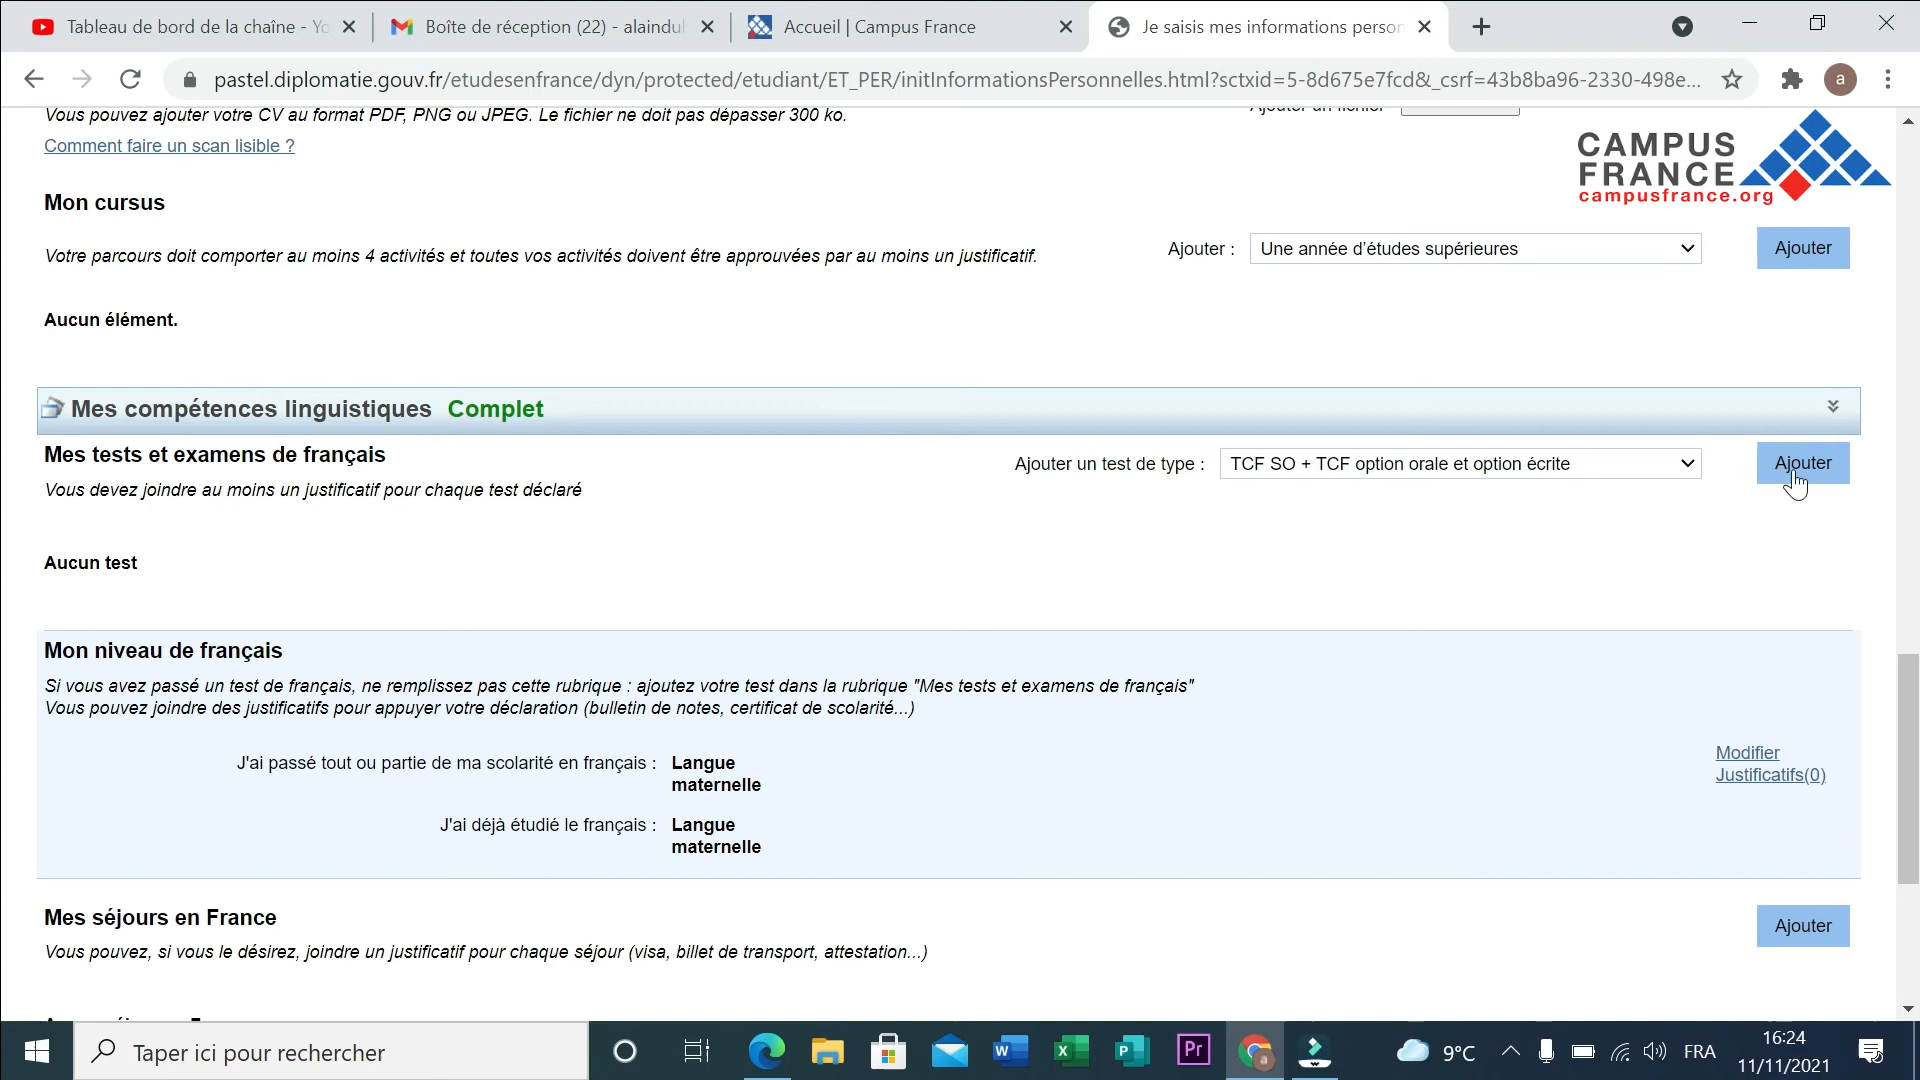 Tableau de bord de la chaîne - Yo
Boîte de réception (22) - alaindul
Accueil | Campus France
Je saisis mes informations person
pastel.diplomatie.gouv.fr/etudesenfrance/dyn/protected/etudiant/ET_PER/initInformationsPersonnelles.html?sctxid=5-8d675e7fcd&_csrf=43b8ba96-2330-498e...
a
Vous pouvez ajouter votre CV au format PDF, PNG ou JPEG. Le fichier ne doit pas dépasser 300 ko.
Ajouter un fichier
Comment faire un scan lisible ?
CAMPUS
FRANCE
campusfrance.org
Mon cursus
Votre parcours doit comporter au moins 4 activités et toutes vos activités doivent être approuvées par au moins un justificatif.
Ajouter : Une année d'études supérieures Ajouter
Aucun élément.
Mes compétences linguistiques Complet
Mes tests et examens de français
Ajouter un test de type : TCF SO + TCF option orale et option écrite Ajouter
Vous devez joindre au moins un justificatif pour chaque test déclaré
Aucun test
Mon niveau de français
Si vous avez passé un test de français, ne remplissez pas cette rubrique : ajoutez votre test dans la rubrique "Mes tests et examens de français"
Vous pouvez joindre des justificatifs pour appuyer votre déclaration (bulletin de notes, certificat de scolarité...)
J'ai passé tout ou partie de ma scolarité en français : Langue
maternelle
Modifier
Justificatifs(0)
J'ai déjà étudié le français : Langue
maternelle
Mes séjours en France
Ajouter
Vous pouvez, si vous le désirez, joindre un justificatif pour chaque séjour (visa, billet de transport, attestation...)
Taper ici pour rechercher
Pr
9°C
FRA
16:24
11/11/2021